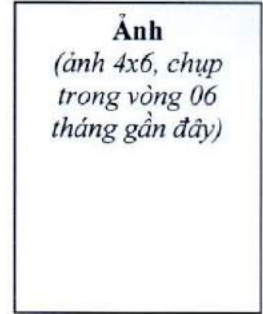 Ảnh
(ảnh 4x6, chụp
trong vòng 06
tháng gần đây)